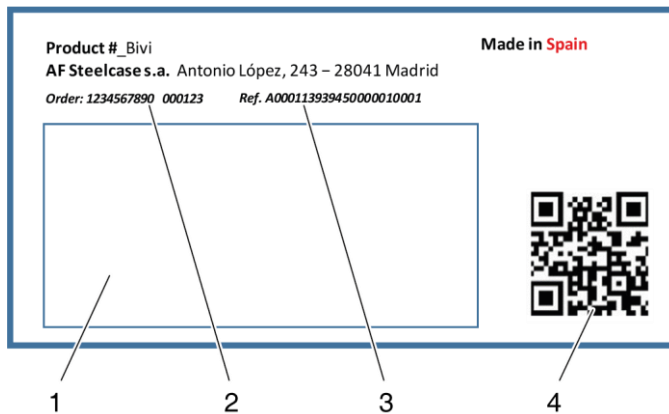 Product #_Bivi
Made in Spain
AF Steelcase s.a. Antonio López, 243 – 28041 Madrid
Order: 1234567890 000123 Ref. A000113939450000010001
1 2 3 4